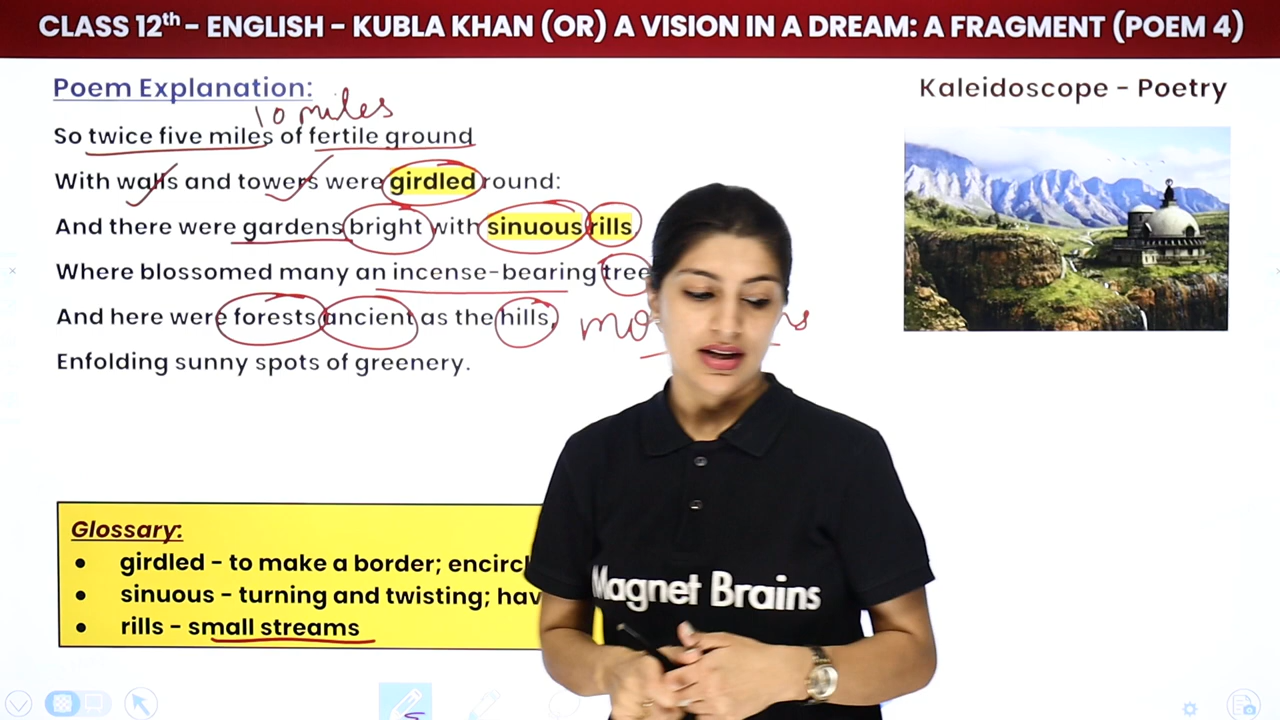 CLASS 12th - ENGLISH - KUBLA KHAN (OR) A VISION IN A DREAM: A FRAGMENT (POEM 4)
Poem Explanation:
Kaleidoscope - Poetry
10 miles
So twice five miles of fertile ground
With walls and towers were girdled round:
And there were gardens bright with sinuous rills
Where blossomed many an incense-bearing tree
And here were forests ancient as the hills,
Enfolding sunny spots of greenery.
Glossary:
• girdled - to make a border;
• sinuous - turning and twisting;
• rills - small streams
Magnet Brains